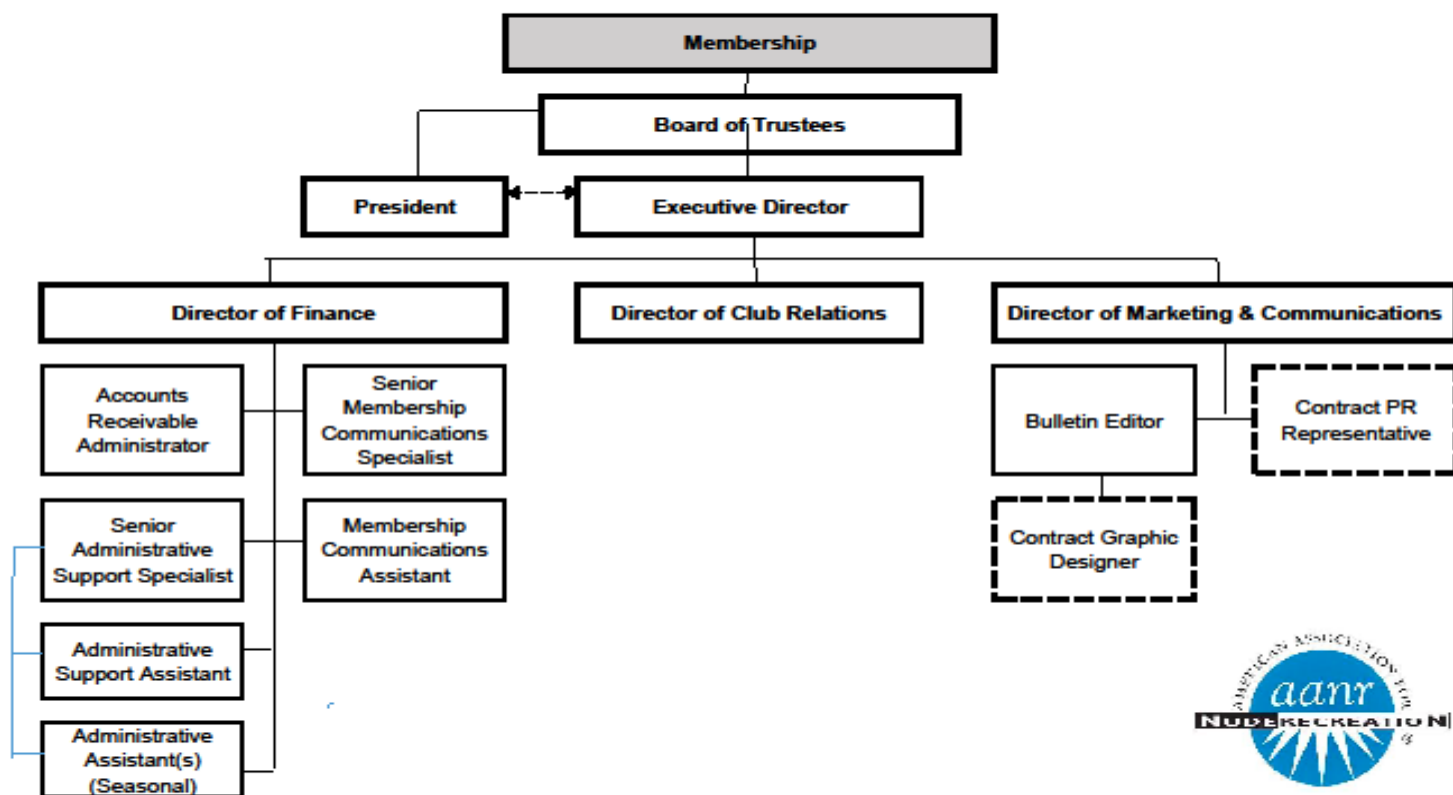 Membership
Board of Trustees
President
Executive Director
Director of Finance
Director of Club Relations
Director of Marketing & Communications
Accounts
Receivable
Administrator
Senior
Membership
Communications
Specialist
Bulletin Editor
Contract PR
Representative
Senior
Administrative
Support Specialist
Membership
Communications
Assistant
Contract Graphic
Designer
Administrative
Support Assistant
Administrative
Assistant(s)
(Seasonal)
AMERICAN ASSOCIATION FOR
aanr
NUDERECREATION